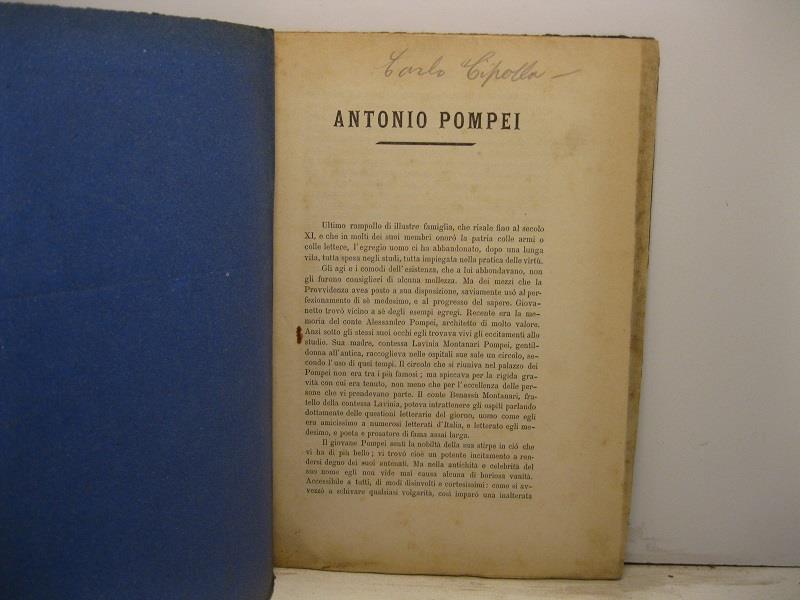 Carlo Cipolla —
ANTONIO POMPEI
Ultimo rampollo di illustre famiglia, che risale fino al secolo
XI, e che in molti dei suoi membri onorò la patria colle armi o
colle lettere, l'egregio uomo ci ha abbandonato, dopo una lunga
vita, tutta spesa negli studi, tutta impiegata nella pratica delle virtù.
Gli agi e i comodi dell'esistenza, che a lui abbondavano, non
gli furono consiglieri di alcuna mollezza. Ma dei mezzi che la
Provvidenza avea posto a sua disposizione, saviamente usò al per-
fezionamento di sè medesimo, e al progresso del sapere. Giova-
netto trovò vicino a sè degli esempi egregi. Recente era la me-
moria del conte Alessandro Pompei, architetto di molto valore.
Anzi sotto gli stessi suoi occhi egli trovava vivi gli eccitamenti allo
studio. Sua madre, contessa Lavinia Montanari Pompei, gentil-
donna all'antica, raccoglieva nelle ospitali sue sale un circolo, se-
condo l'uso di quei tempi. Il circolo che si riuniva nel palazzo dei
Pompei non era tra i più famosi; ma spiccava per la rigida gra-
vità con cui era tenuto, non meno che per l'eccellenza delle per-
sone che vi prendevano parte. Il conte Benassù Montanari, fra-
tello della contessa Lavinia, poteva intrattenere gli ospiti parlando
dottamente delle questioni letterarie del giorno, uomo come egli
era amicissimo a numerosi letterati d'Italia, e letterato egli me-
desimo, e poeta e prosatore di fama assai larga.
Il giovane Pompei sentì la nobiltà della sua stirpe in ciò che
vi ha di più bello; vi trovò cioè un potente incitamento a ren-
dersi degno dei suoi antenati. Ma nella antichità e celebrità del
suo nome egli non vide mai causa alcuna di boriosa vanità.
Accessibile a tutti, di modi disinvolti e cortesissimi: come si av-
vezzò a schivare qualsiasi volgarità, così imparò una inalterata